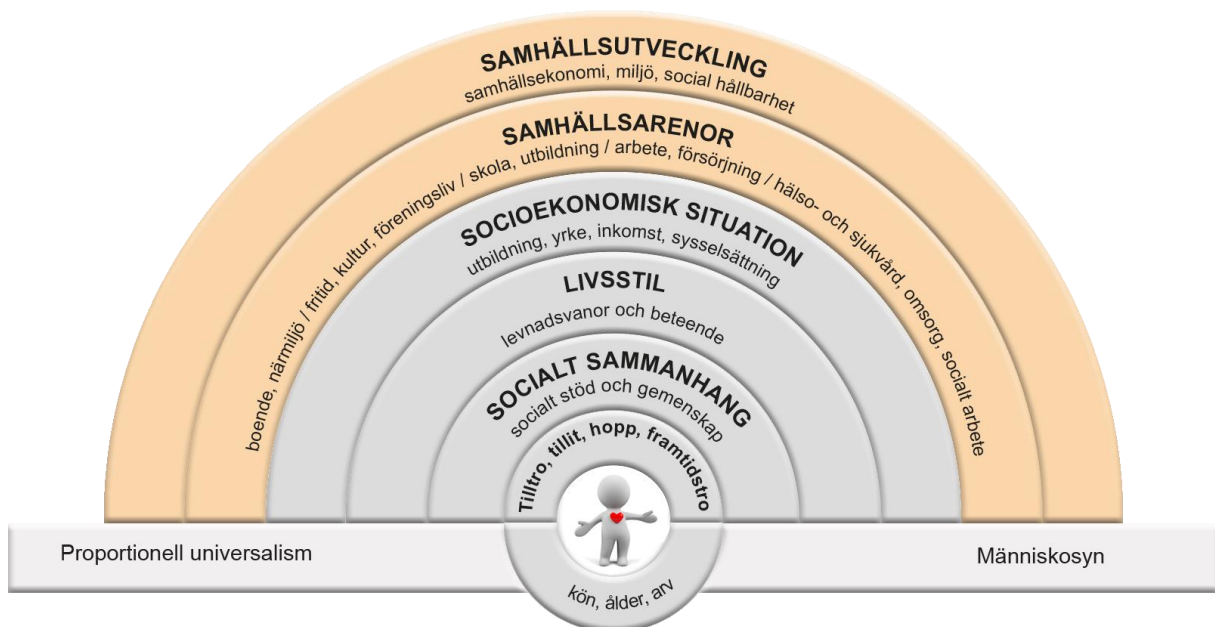 SAMHÄLLSUTVECKLING
samhällsekonomi, miljö, social hållbarhet
SAMHÄLLSARENOR
boende, närmiljö / fritid, kultur, föreningsliv / skola, utbildning / arbete, försörjning / hälso- och sjukvård, omsorg, socialt arbete
SOCIOEKONOMISK SITUATION
utbildning, yrke, inkomst, sysselsättning
LIVSSTIL
levnadsvanor och beteende
SOCIALT SAMMANHANG
socialt stöd och gemenskap
Tilltro, tillit, hopp, framtidstro
Proportionell universalism
Människosyn
kön, ålder, arv